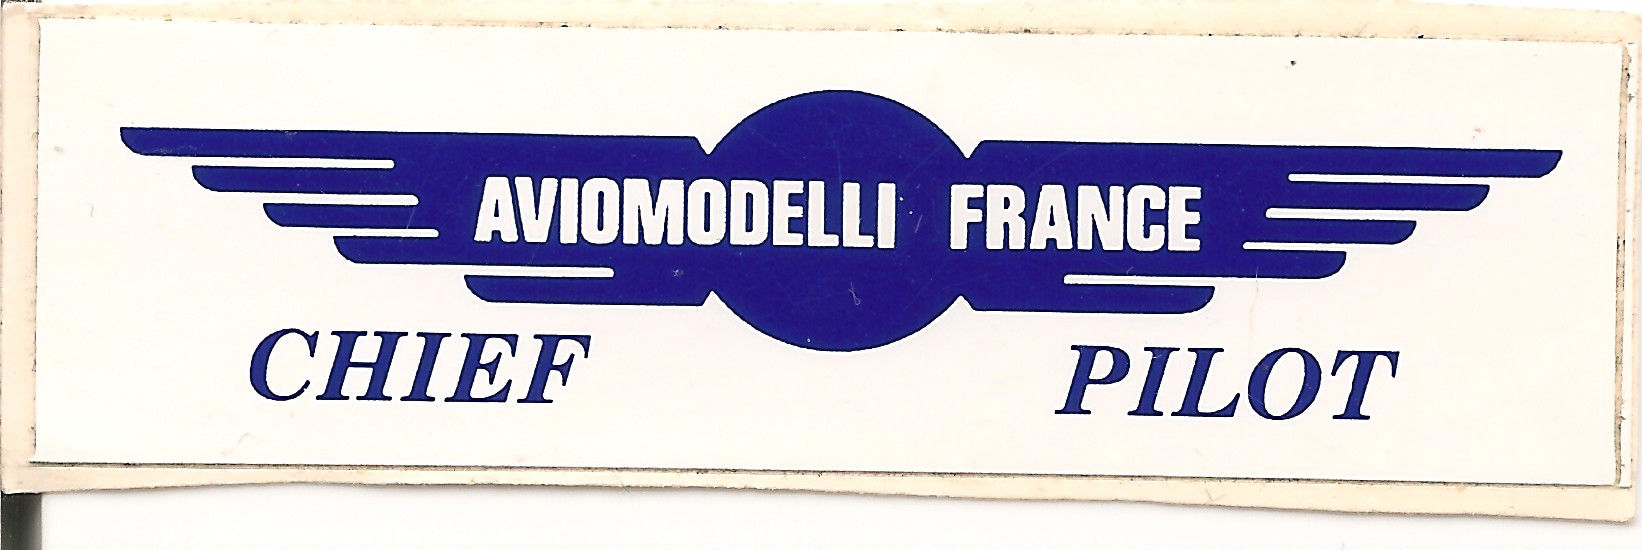 AVIOMODELLI FRANCE
CHIEF PILOT